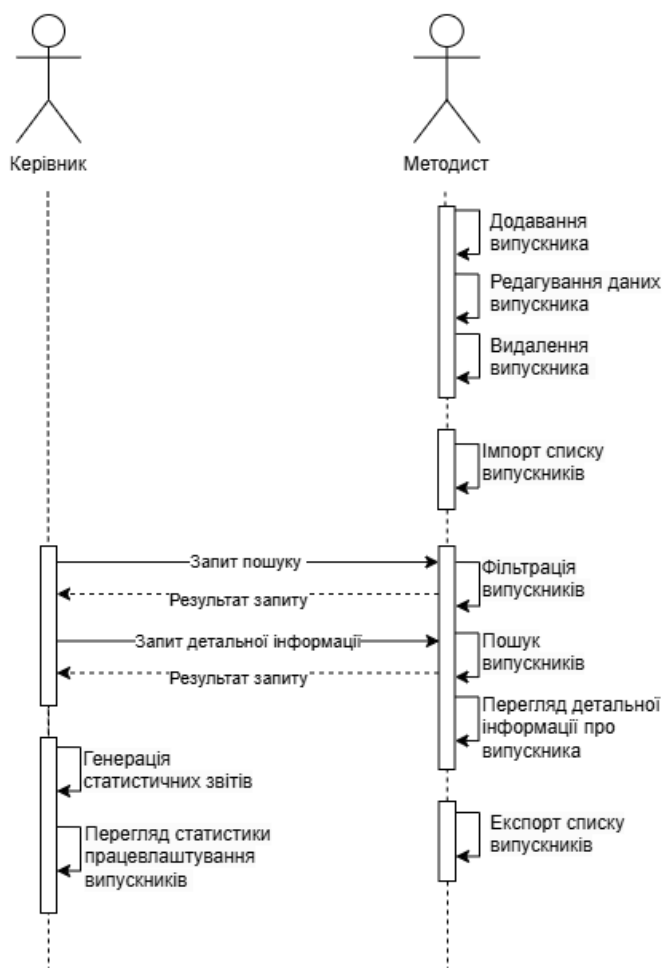 Керівник
Методист
Додавання
випускника
Редагування даних
випускника
Видалення
випускника
Імпорт списку
випускників
Запит пошуку
Фільтрація
випускників
Результат запиту
Запит детальної інформації
Пошук
випускників
Результат запиту
Перегляд детальної
інформації про
випускника
Генерація
статистичних звітів
Експорт списку
випускників
Перегляд статистики
працевлаштування
випускників